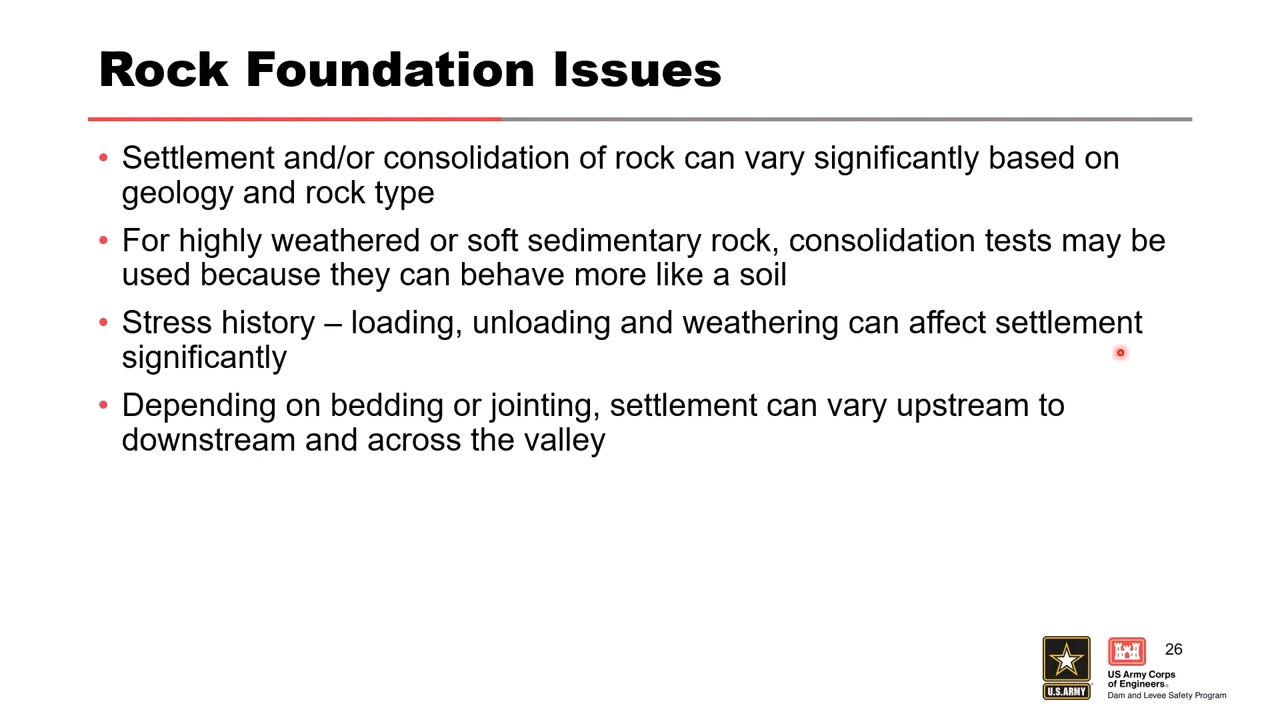 Rock Foundation Issues
• Settlement and/or consolidation of rock can vary significantly based on
geology and rock type
• For highly weathered or soft sedimentary rock, consolidation tests may be
used because they can behave more like a soil
• Stress history – loading, unloading and weathering can affect settlement
significantly
• Depending on bedding or jointing, settlement can vary upstream to
downstream and across the valley
26
U.S.ARMY
US Army Corps
of Engineers®
Dam and Levee Safety Program